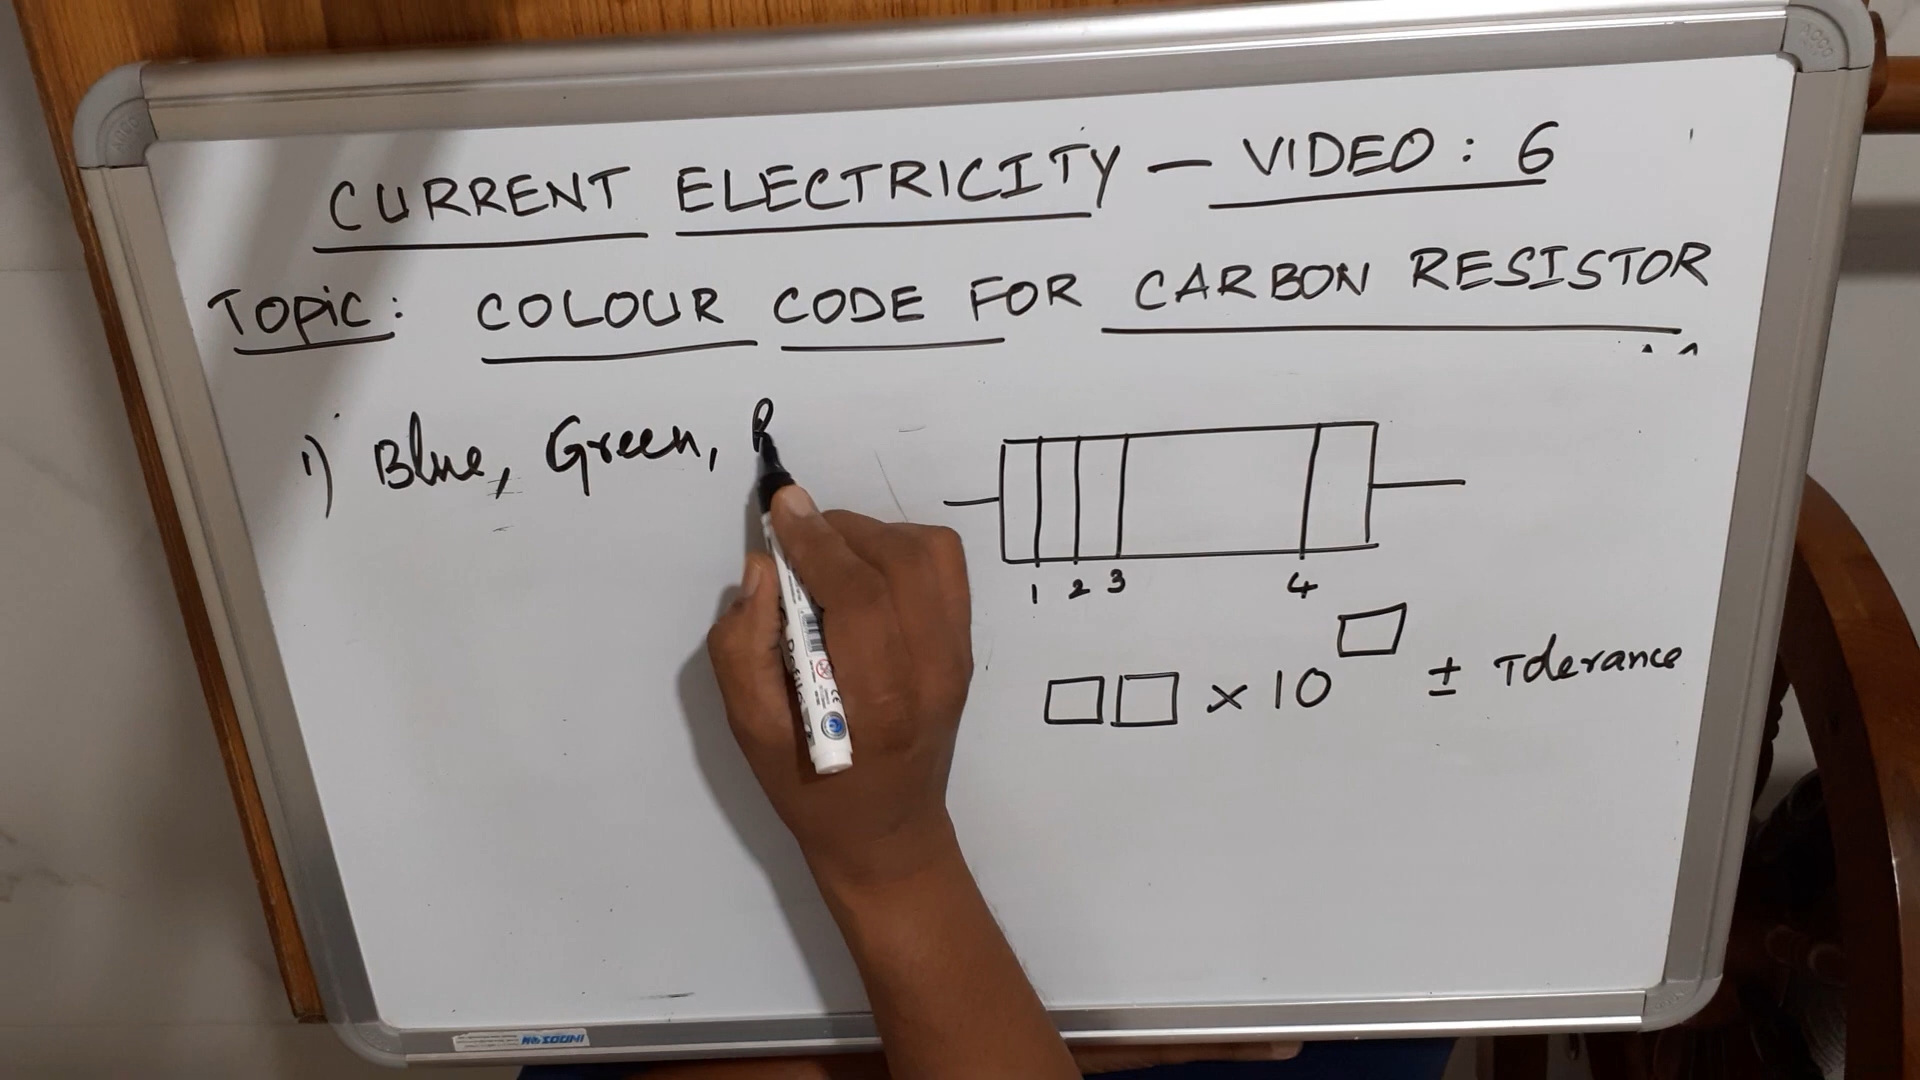 CURRENT ELECTRICITY — VIDEO : 6
TOPIC : COLOUR CODE FOR CARBON RESISTOR
1) Blue, Green,
1 2 3 4
× 10 ± Tolerance